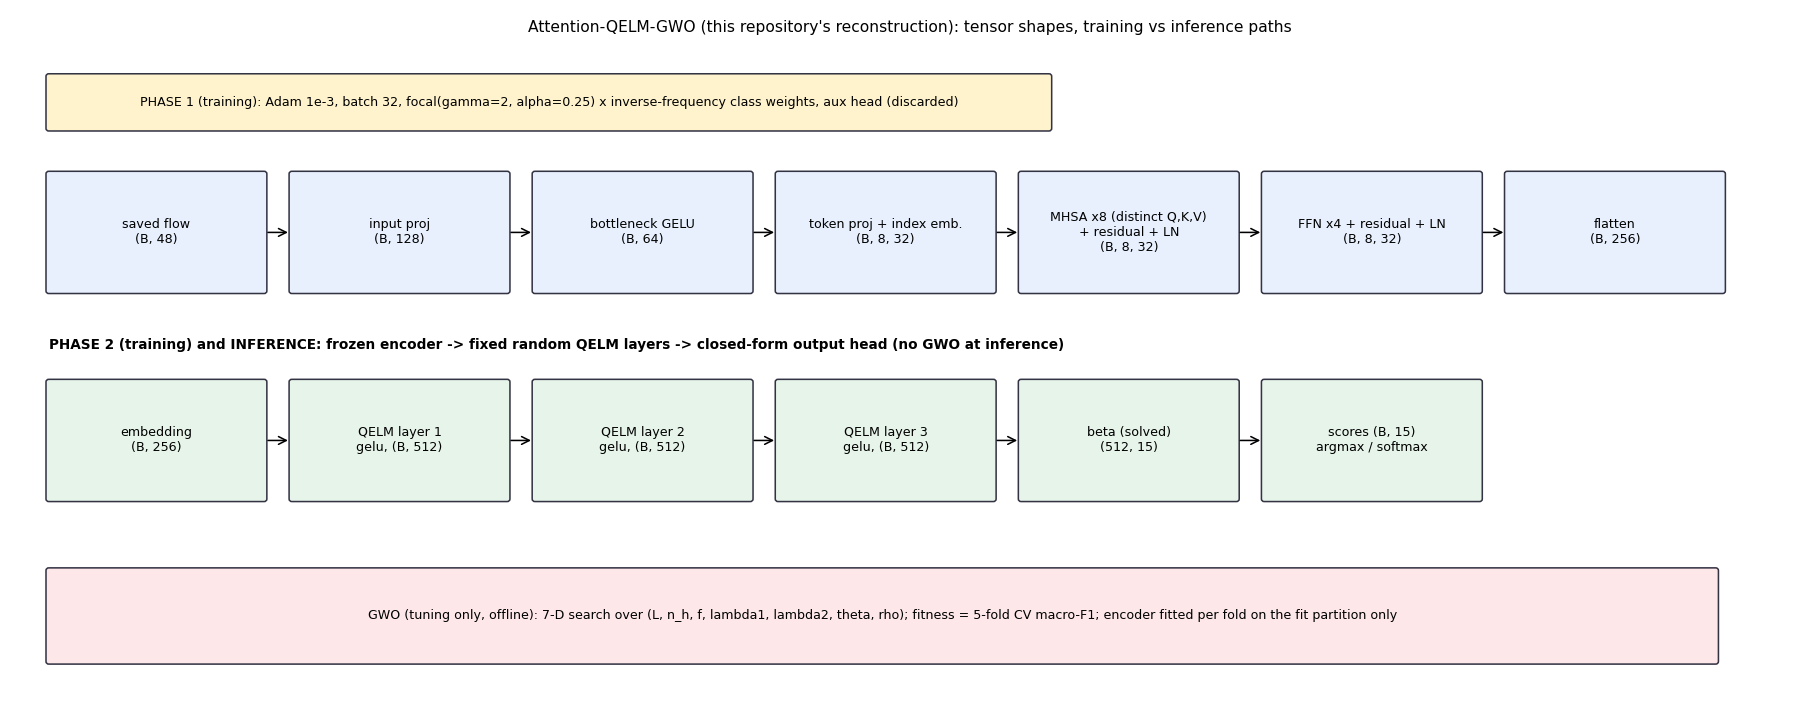 Attention-QELM-GWO (this repository's reconstruction): tensor shapes, training vs inference paths
PHASE 1 (training): Adam 1e-3, batch 32, focal(gamma=2, alpha=0.25) x inverse-frequency class weights, aux head (discarded)
saved flow
(B, 48)
input proj
(B, 128)
bottleneck GELU
(B, 64)
token proj + index emb.
(B, 8, 32)
MHSA x8 (distinct Q,K,V)
+ residual + LN
(B, 8, 32)
FFN x4 + residual + LN
(B, 8, 32)
flatten
(B, 256)
PHASE 2 (training) and INFERENCE: frozen encoder -> fixed random QELM layers -> closed-form output head (no GWO at inference)
embedding
(B, 256)
QELM layer 1
gelu, (B, 512)
QELM layer 2
gelu, (B, 512)
QELM layer 3
gelu, (B, 512)
beta (solved)
(512, 15)
scores (B, 15)
argmax / softmax
GWO (tuning only, offline): 7-D search over (L, n_h, f, lambda1, lambda2, theta, rho); fitness = 5-fold CV macro-F1; encoder fitted per fold on the fit partition only